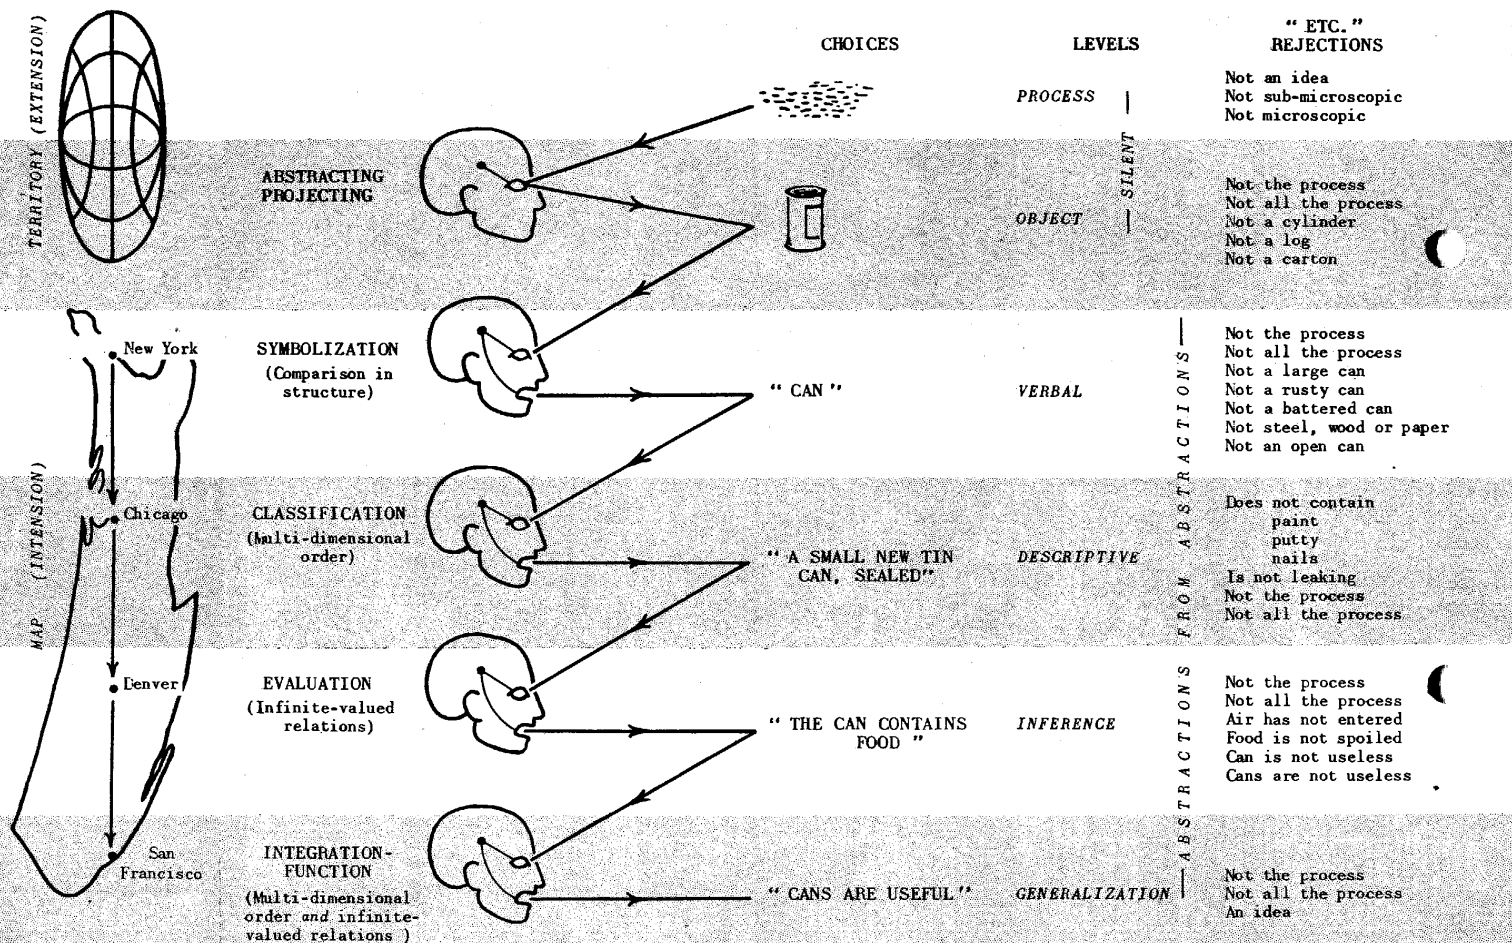 TERRITORY (EXTENSION)
MAP (INTENSION)
New York
Chicago
Denver
San
Francisco
ABSTRACTING
PROJECTING
SYMBOLIZATION
(Comparison in
structure)
CLASSIFICATION
(Multi-dimensional
order)
EVALUATION
(Infinite-valued
relations)
INTEGRATION-
FUNCTION
(Multi-dimensional
order and infinite-
valued relations )
CHOICES
“ CAN ”
“ A SMALL NEW TIN
CAN, SEALED”
“ THE CAN CONTAINS
FOOD ”
“ CANS ARE USEFUL”
LEVELS
PROCESS
OBJECT
SILENT
VERBAL
DESCRIPTIVE
INFERENCE
GENERALIZATION
ABSTRACTIONS FROM ABSTRACTIONS
“ ETC.”
REJECTIONS
Not an idea
Not sub-microscopic
Not microscopic
Not the process
Not all the process
Not a cylinder
Not a log
Not a carton
Not the process
Not all the process
Not a large can
Not a rusty can
Not a battered can
Not steel, wood or paper
Not an open can
Does not contain
paint
putty
nails
Is not leaking
Not the process
Not all the process
Not the process
Not all the process
Air has not entered
Food is not spoiled
Can is not useless
Cans are not useless
Not the process
Not all the process
An idea